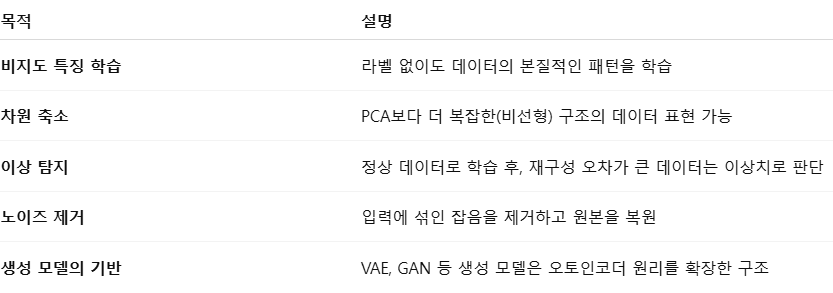 목적 설명
비지도 특징 학습 라벨 없이도 데이터의 본질적인 패턴을 학습
차원 축소 PCA보다 더 복잡한(비선형) 구조의 데이터 표현 가능
이상 탐지 정상 데이터로 학습 후, 재구성 오차가 큰 데이터는 이상치로 판단
노이즈 제거 입력에 섞인 잡음을 제거하고 원본을 복원
생성 모델의 기반 VAE, GAN 등 생성 모델은 오토인코더 원리를 확장한 구조